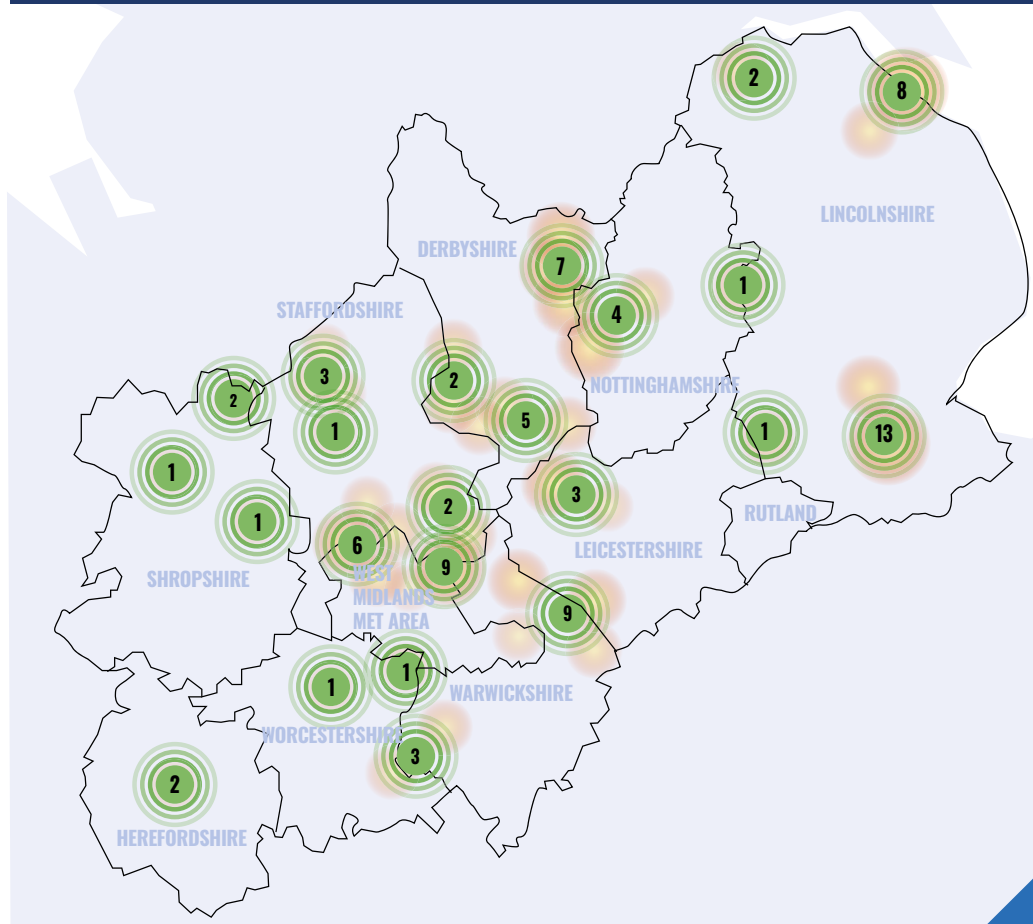 2
8
LINCOLNSHIRE
DERBYSHIRE
7
1
STAFFORDSHIRE
4
3
2
NOTTINGHAMSHIRE
2
5
1
1
13
1
3
2
RUTLAND
1
6
LEICESTERSHIRE
9
SHROPSHIRE
WEST
MIDLANDS
MET AREA
9
1
1
WARWICKSHIRE
WORCESTERSHIRE
3
2
HEREFORDSHIRE